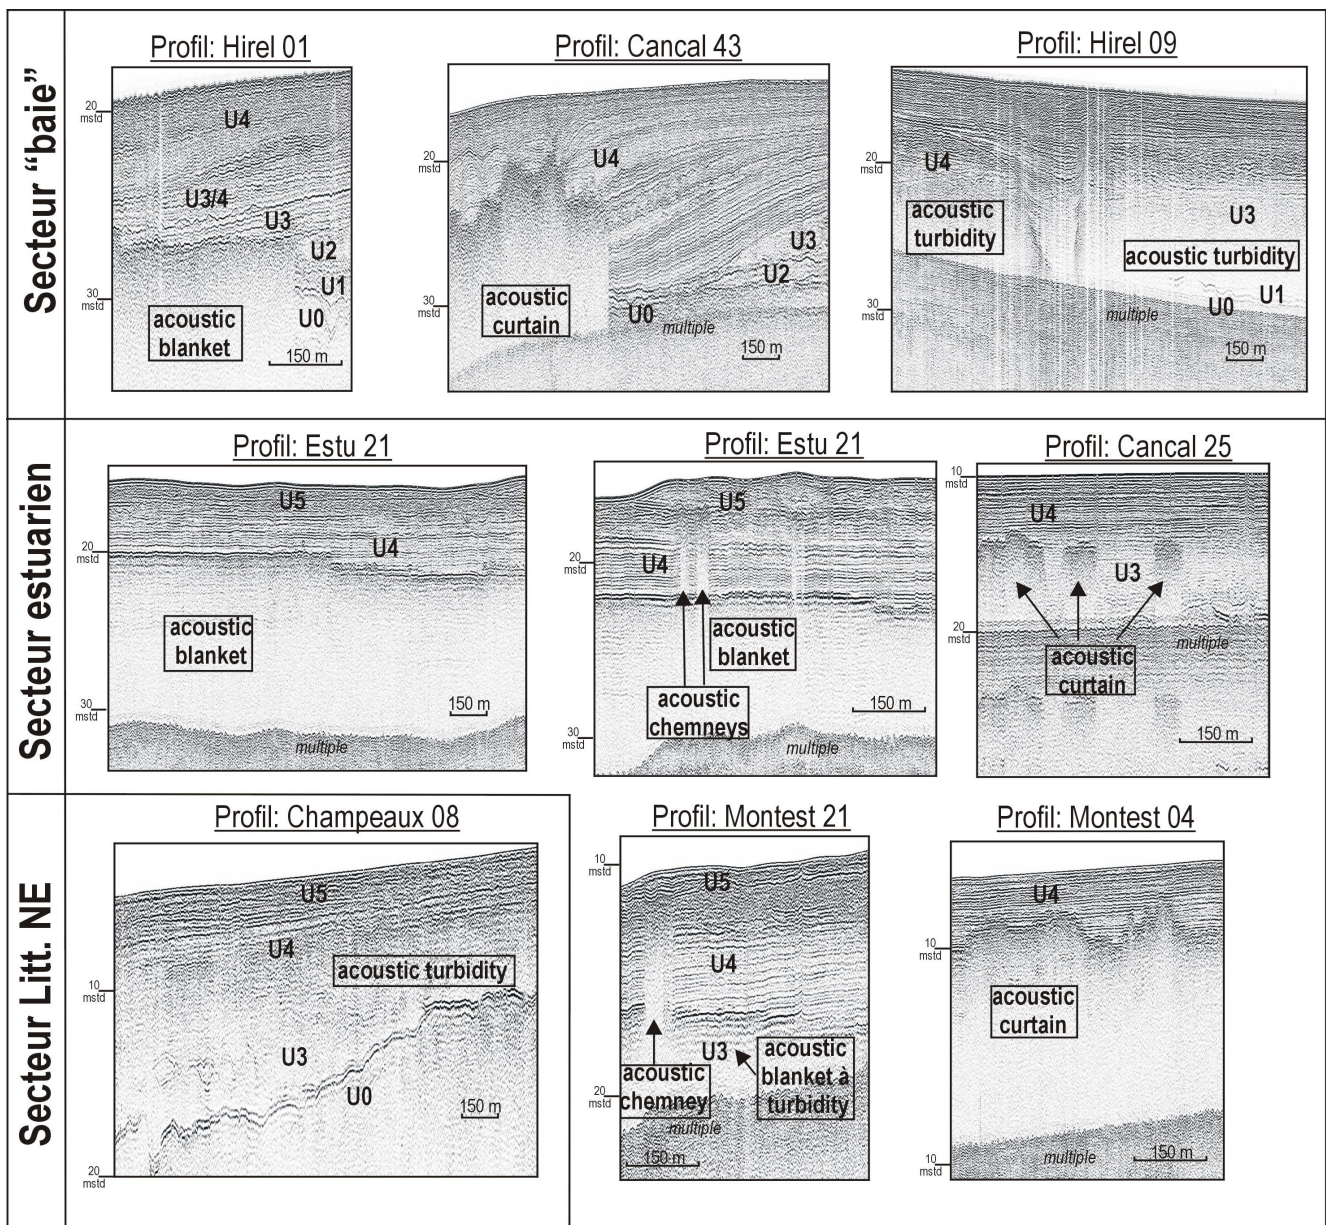 Secteur “baie”
Profil: Hirel 01
20
mstd
U4
U3/4
U3
U2
U1
30
mstd
U0
acoustic
blanket
150 m
Profil: Cancal 43
20
mstd
U4
U3
U2
30
mstd
acoustic
curtain
U0
multiple
150 m
Profil: Hirel 09
20
mstd
U4
acoustic
turbidity
U3
acoustic turbidity
U1
30
mstd
U0
multiple
150 m
Secteur estuarien
Profil: Estu 21
U5
20
mstd
U4
acoustic
blanket
30
mstd
150 m
multiple
Profil: Estu 21
U5
20
mstd
U4
acoustic
blanket
acoustic
chemneys
150 m
30
mstd
multiple
Profil: Cancal 25
10
mstd
U4
U3
20
mstd
multiple
acoustic
curtain
150 m
Secteur Litt. NE
Profil: Champeaux 08
U5
U4
acoustic turbidity
10
mstd
U3
U0
150 m
20
mstd
Profil: Montest 21
10
mstd
U5
U4
U3
acoustic
blanket à
turbidity
acoustic
chemney
20
mstd
multiple
150 m
Profil: Montest 04
U4
10
mstd
acoustic
curtain
10
mstd
multiple
150 m